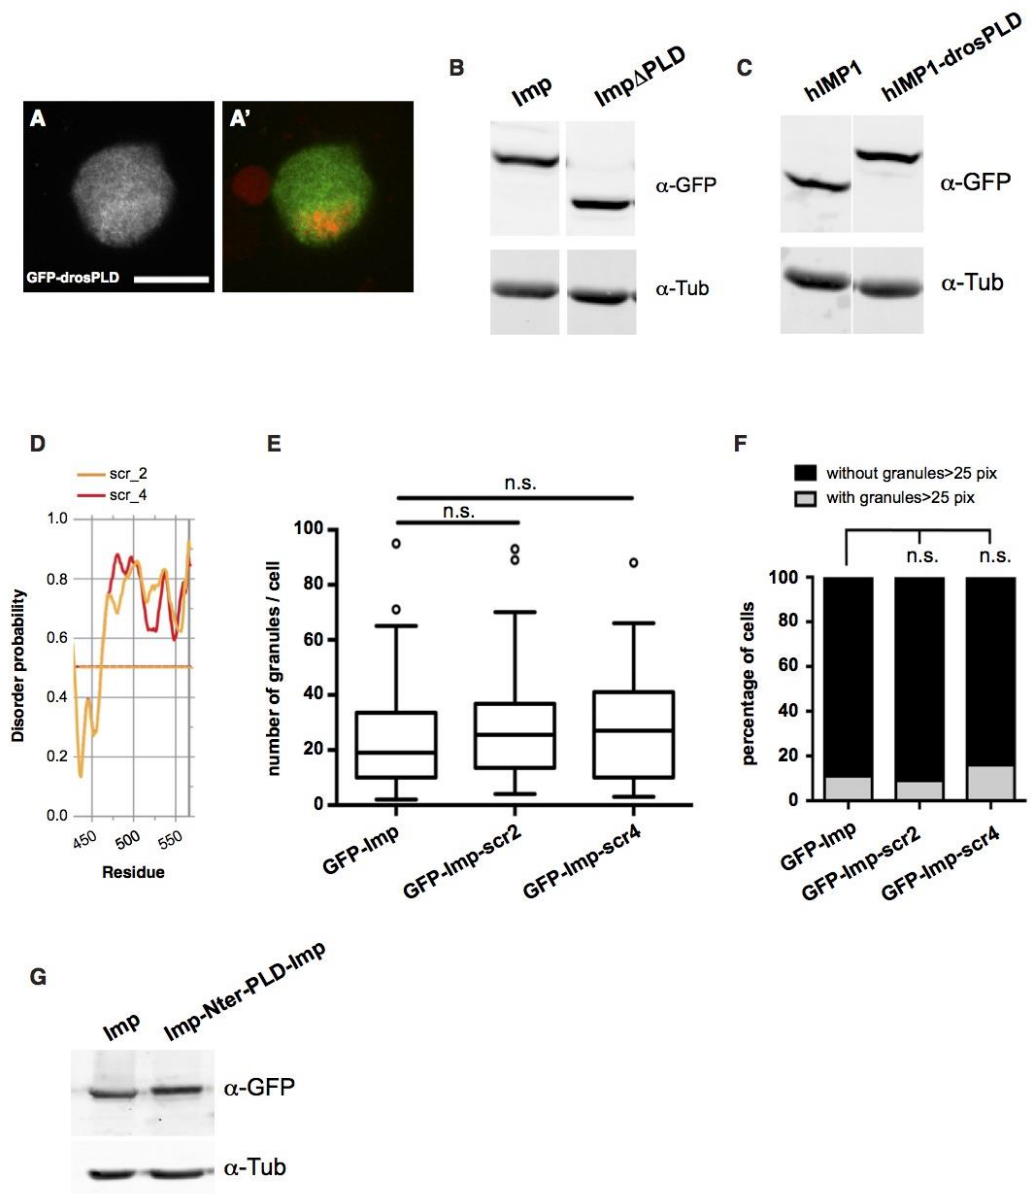 A
A'
GFP-drosPLD
B
Imp
ImpΔPLD
α-GFP
α-Tub
C
hIMP1
hIMP1-drosPLD
α-GFP
α-Tub
D
scr_2
scr_4
1.0
0.8
0.6
0.4
0.2
0.0
Disorder probability
450
500
550
Residue
E
n.s.
n.s.
100
80
60
40
20
0
number of granules / cell
GFP-Imp
GFP-Imp-scr2
GFP-Imp-scr4
F
without granules>25 pix
with granules>25 pix
n.s.
n.s.
100
80
60
40
20
0
percentage of cells
GFP-Imp
GFP-Imp-scr2
GFP-Imp-scr4
G
Imp
Imp-Nter-PLD-Imp
α-GFP
α-Tub